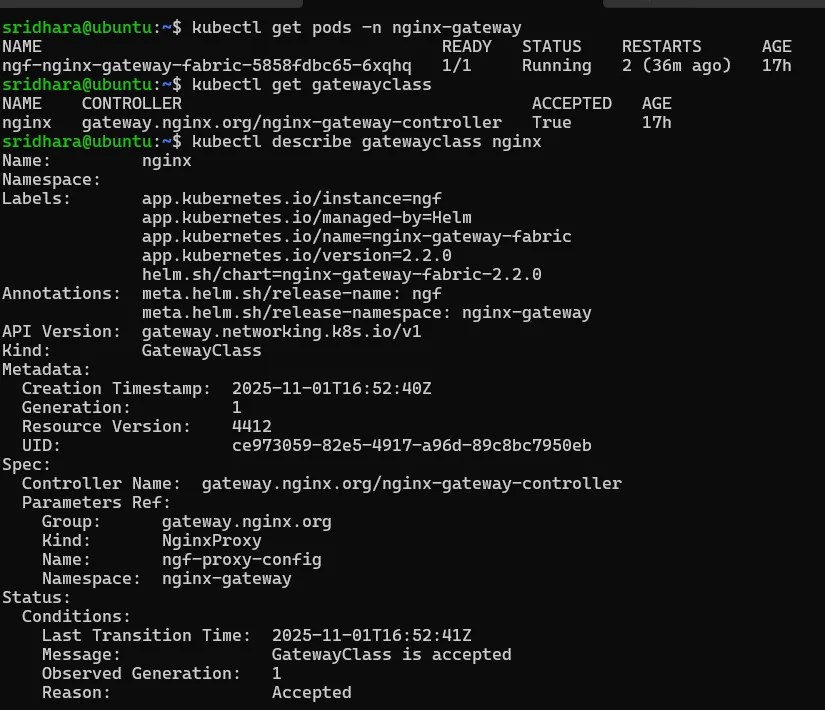 sridhara@ubuntu:~$ kubectl get pods -n nginx-gateway
NAME                                        READY   STATUS    RESTARTS      AGE
ngf-nginx-gateway-fabric-5858fdbc65-6xqhq   1/1     Running   2 (36m ago)   17h
sridhara@ubuntu:~$ kubectl get gatewayclass
NAME    CONTROLLER                                   ACCEPTED   AGE
nginx   gateway.nginx.org/nginx-gateway-controller   True       17h
sridhara@ubuntu:~$ kubectl describe gatewayclass nginx
Name:         nginx
Namespace:
Labels:       app.kubernetes.io/instance=ngf
              app.kubernetes.io/managed-by=Helm
              app.kubernetes.io/name=nginx-gateway-fabric
              app.kubernetes.io/version=2.2.0
              helm.sh/chart=nginx-gateway-fabric-2.2.0
Annotations:  meta.helm.sh/release-name: ngf
              meta.helm.sh/release-namespace: nginx-gateway
API Version:  gateway.networking.k8s.io/v1
Kind:         GatewayClass
Metadata:
  Creation Timestamp:  2025-11-01T16:52:40Z
  Generation:          1
  Resource Version:    4412
  UID:                 ce973059-82e5-4917-a96d-89c8bc7950eb
Spec:
  Controller Name:  gateway.nginx.org/nginx-gateway-controller
  Parameters Ref:
    Group:      gateway.nginx.org
    Kind:       NginxProxy
    Name:       ngf-proxy-config
    Namespace:  nginx-gateway
Status:
  Conditions:
    Last Transition Time:  2025-11-01T16:52:41Z
    Message:               GatewayClass is accepted
    Observed Generation:   1
    Reason:                Accepted